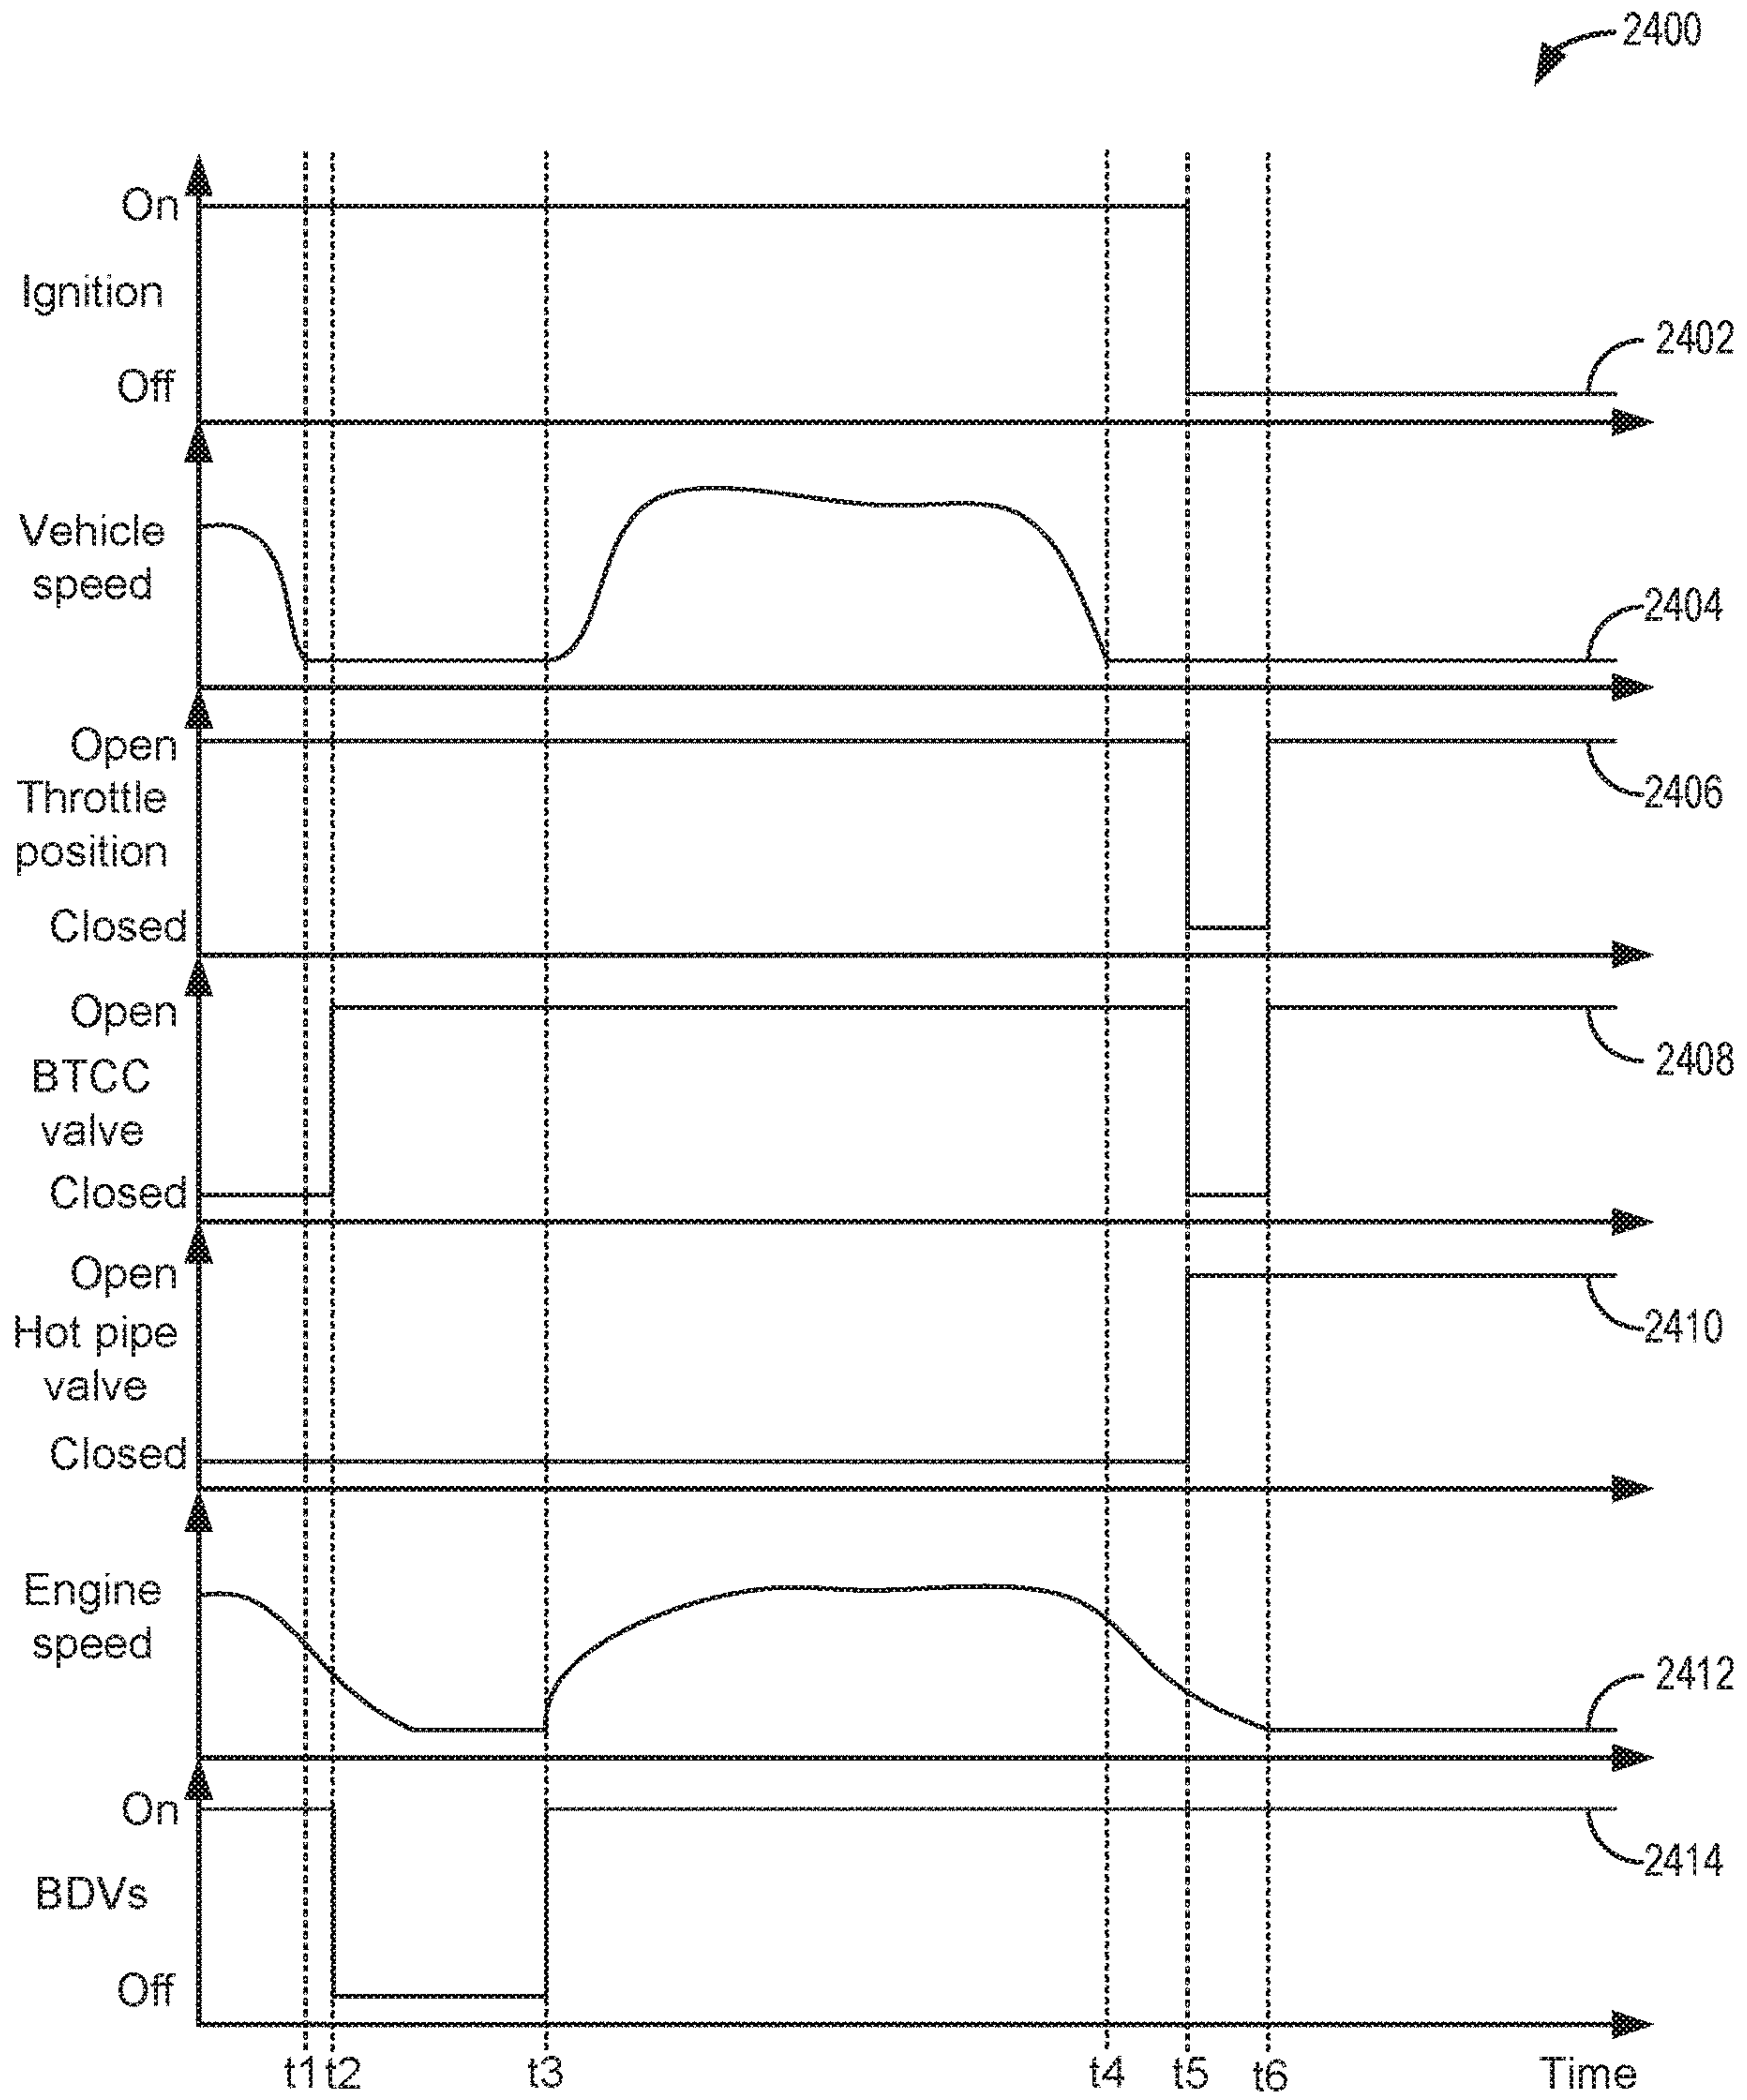 2400
On
Ignition
Off
2402
Vehicle
speed
2404
Open
Throttle
position
Closed
2406
Open
BTCC
valve
Closed
2408
Open
Hot pipe
valve
Closed
2410
Engine
speed
2412
On
BDVs
Off
2414
t1 t2 t3 t4 t5 t6 Time